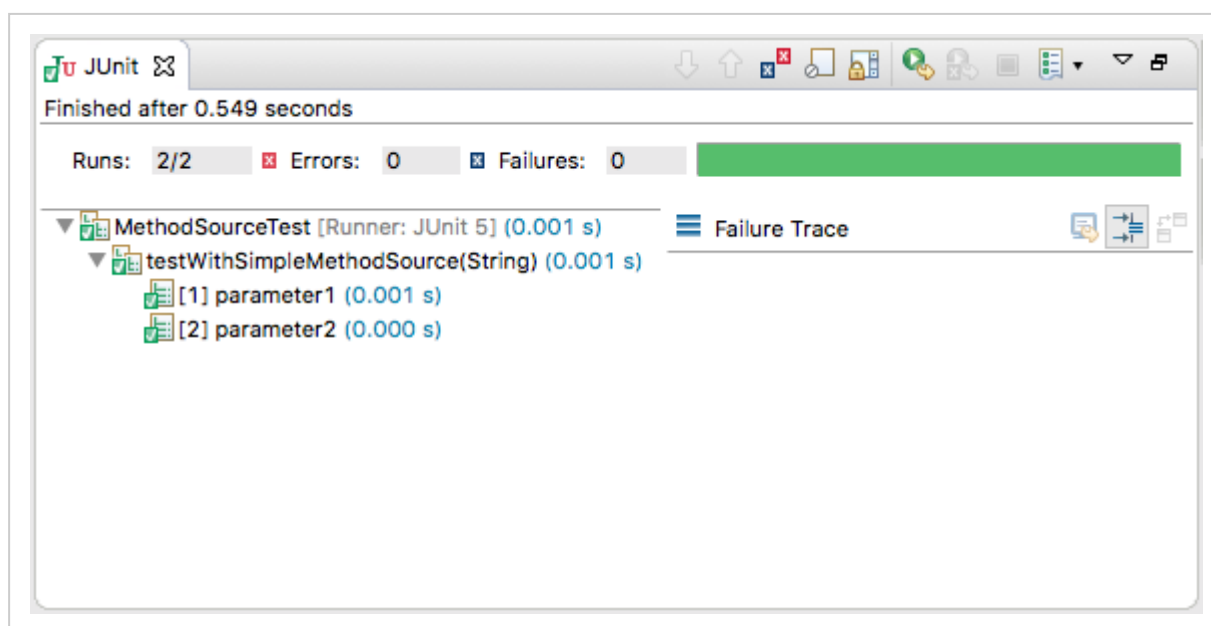 JUnit
Finished after 0.549 seconds
Runs: 2/2 Errors: 0 Failures: 0
MethodSourceTest [Runner: JUnit 5] (0.001 s)
Failure Trace
testWithSimpleMethodSource(String) (0.001 s)
[1] parameter1 (0.001 s)
[2] parameter2 (0.000 s)